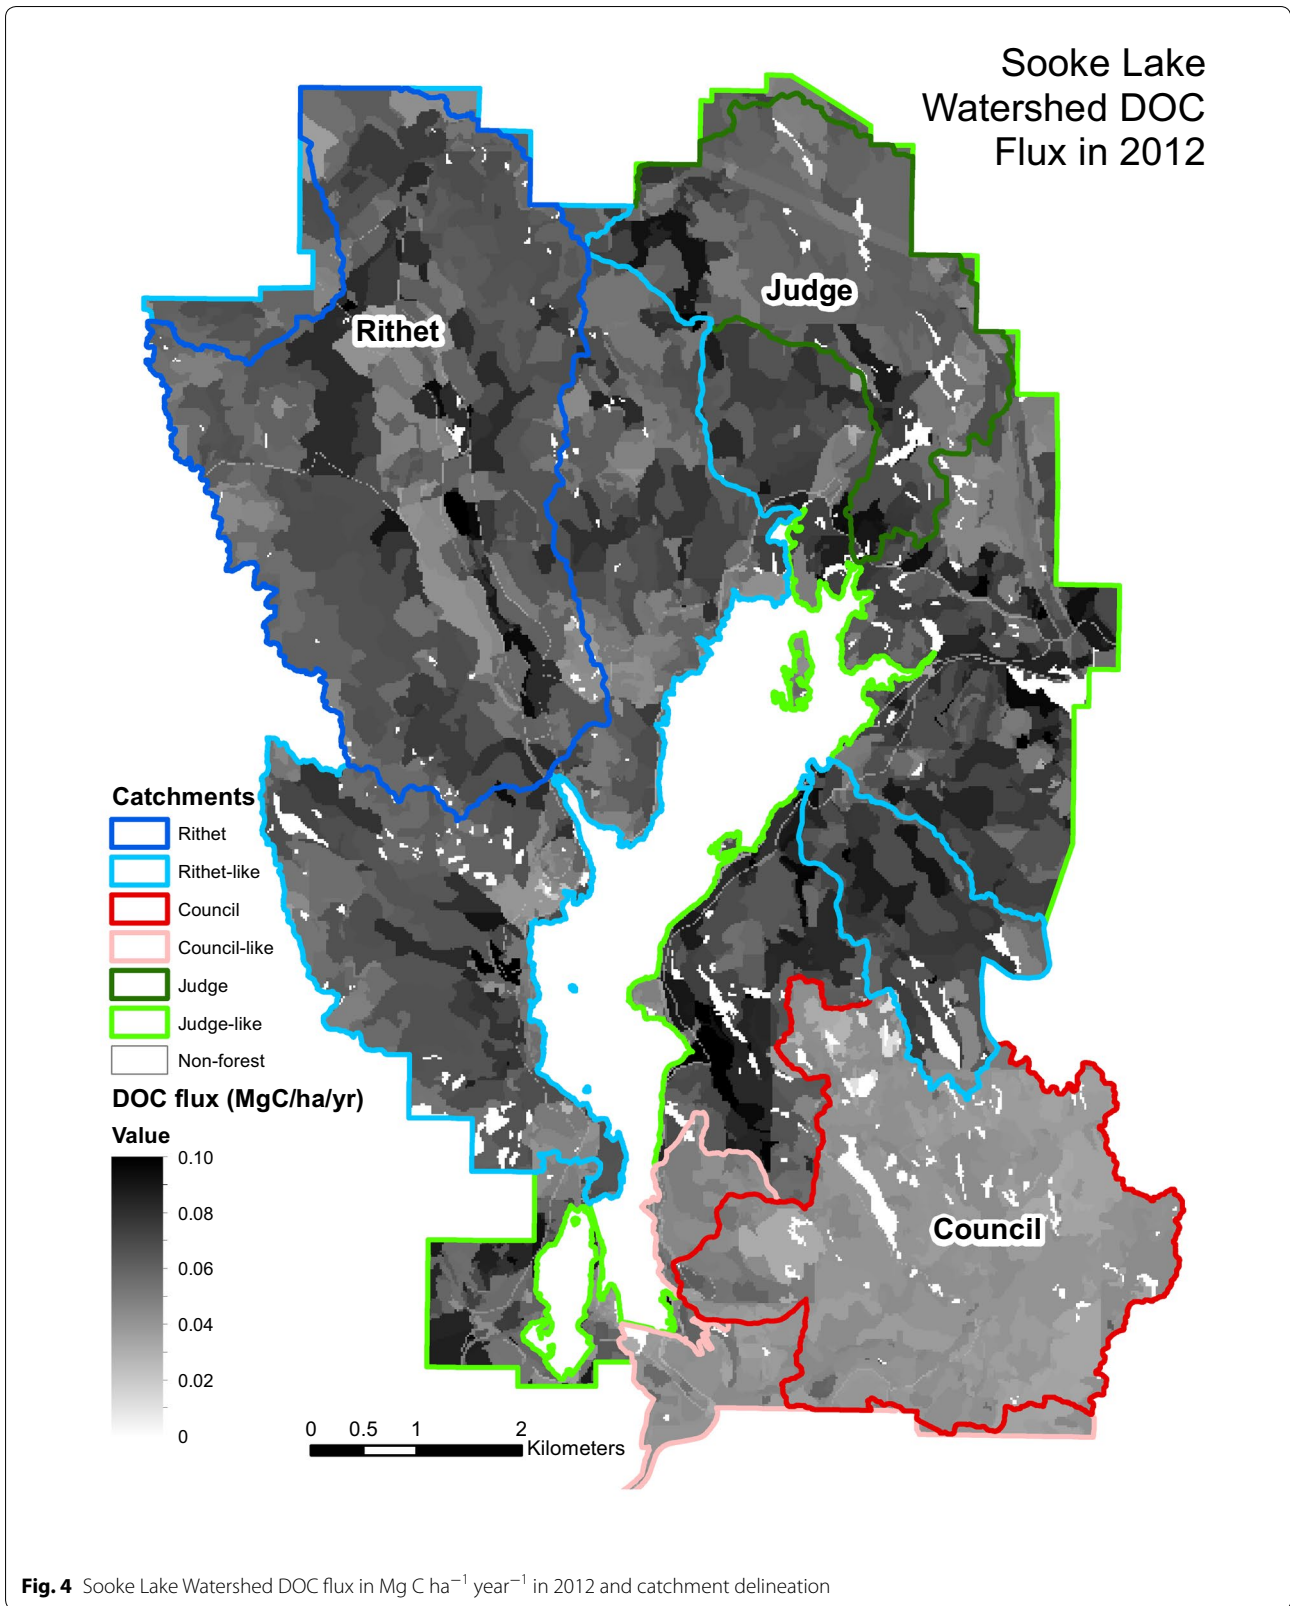 Sooke Lake
Watershed DOC
Flux in 2012
Judge
Rithet
Council
Catchments
Rithet
Rithet-like
Council
Council-like
Judge
Judge-like
Non-forest
DOC flux (MgC/ha/yr)
Value
0.10
0.08
0.06
0.04
0.02
0
0 0.5 1 2
Kilometers
Fig. 4 Sooke Lake Watershed DOC flux in Mg C ha⁻¹ year⁻¹ in 2012 and catchment delineation